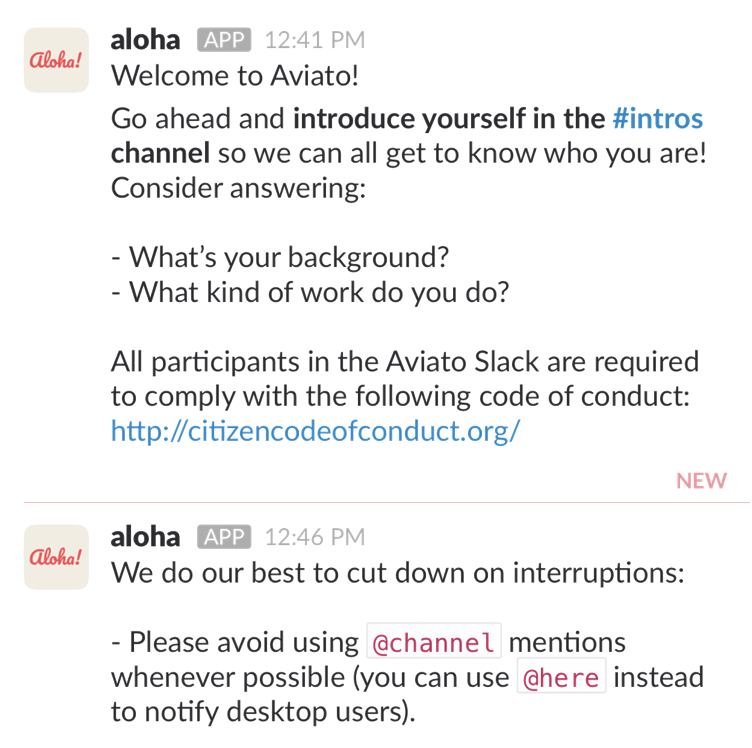 Aloha!
aloha APP 12:41 PM
Welcome to Aviato!
Go ahead and introduce yourself in the #intros
channel so we can all get to know who you are!
Consider answering:
- What’s your background?
- What kind of work do you do?
All participants in the Aviato Slack are required
to comply with the following code of conduct:
http://citizencodeofconduct.org/
NEW
Aloha!
aloha APP 12:46 PM
We do our best to cut down on interruptions:
- Please avoid using @channel mentions
whenever possible (you can use @here instead
to notify desktop users).